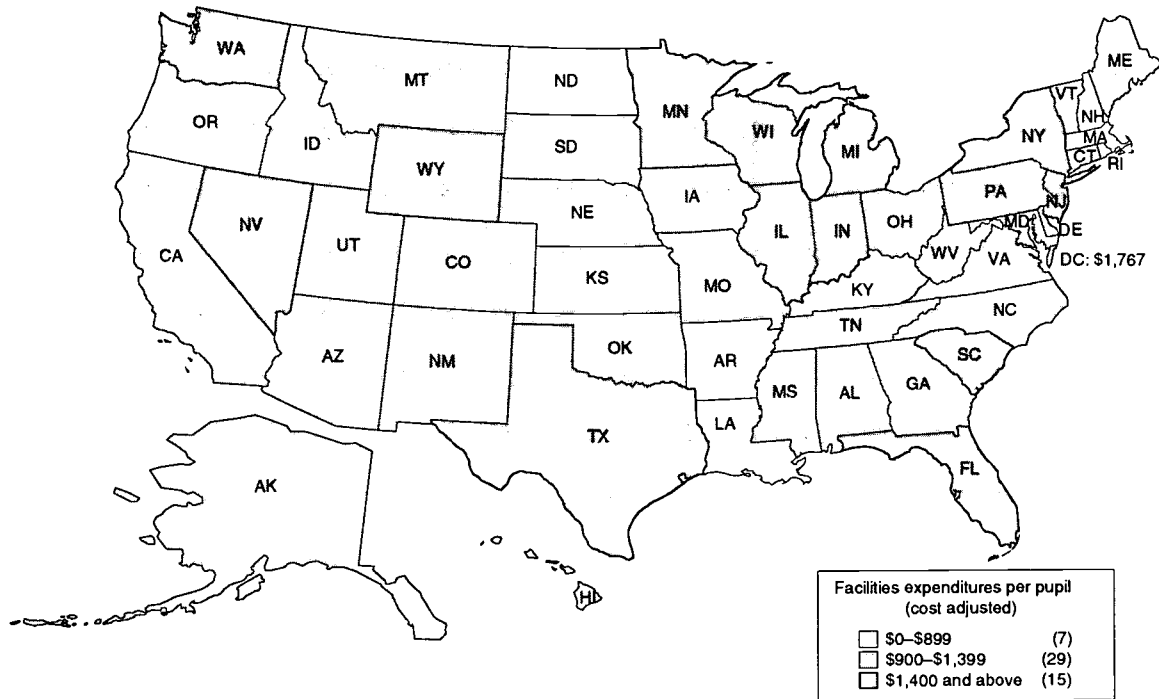 WA
MT
ND
MN
ME
VT
NH
OR
ID
SD
WI
MI
NY
MA
CT
RI
WY
IA
PA
NJ
NE
NV
UT
CO
IL
IN
OH
MD
DE
CA
KS
MO
WV
VA
DC: $1,767
KY
NC
TN
AZ
NM
OK
AR
SC
MS
AL
GA
LA
TX
FL
AK
HI
Facilities expenditures per pupil
(cost adjusted)
$0–$899 (7)
$900–$1,399 (29)
$1,400 and above (15)